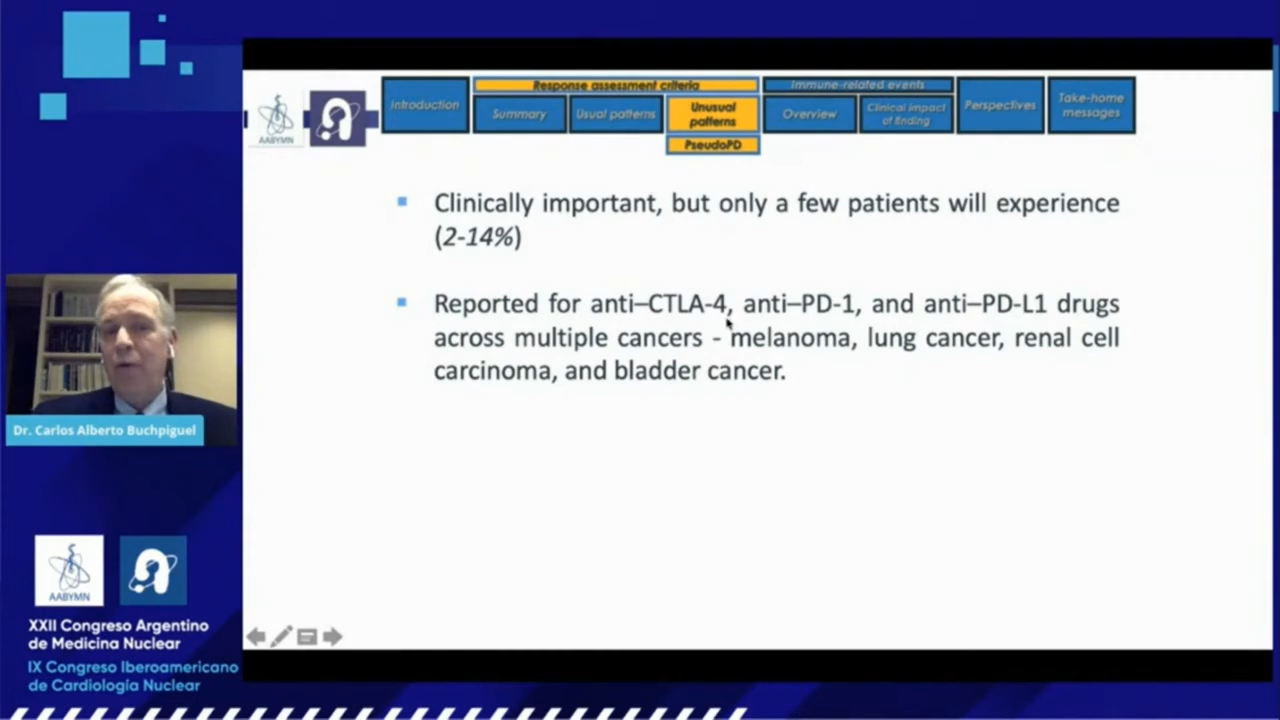 Introduction
Response assessment criteria
Summary
Usual patterns
Unusual
patterns
PseudoPD
Immune-related events
Overview
Clinical impact
of finding
Perspectives
Take-home
messages
AABYMN
▪ Clinically important, but only a few patients will experience
(2-14%)
▪ Reported for anti–CTLA-4, anti–PD-1, and anti–PD-L1 drugs
across multiple cancers - melanoma, lung cancer, renal cell
carcinoma, and bladder cancer.
Dr. Carlos Alberto Buchpiguel
AABYMN
XXII Congreso Argentino
de Medicina Nuclear
IX Congreso Iberoamericano
de Cardiología Nuclear